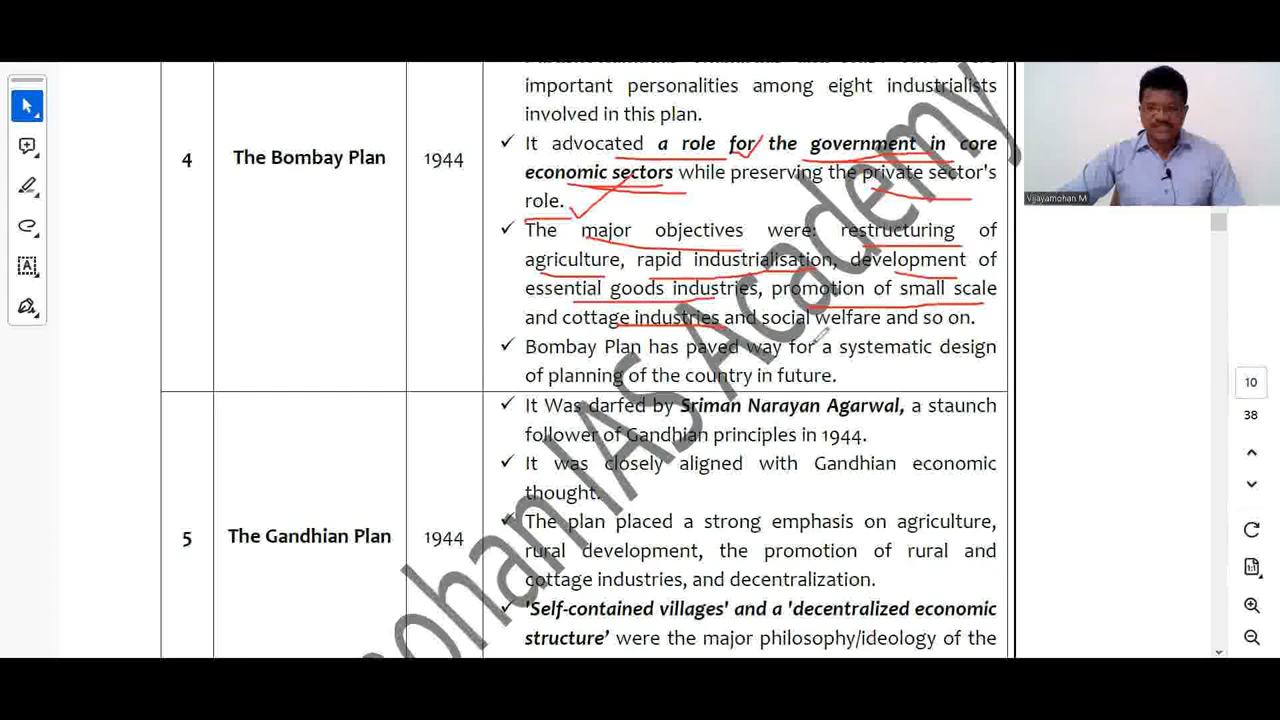 important personalities among eight industrialists
involved in this plan.
✓ It advocated a role for the government in core
economic sectors while preserving the private sector's
role.
4 The Bombay Plan 1944
✓ The major objectives were: restructuring of
agriculture, rapid industrialisation, development of
essential goods industries, promotion of small scale
and cottage industries and social welfare and so on.
✓ Bombay Plan has paved way for a systematic design
of planning of the country in future.
✓ It Was darfed by Sriman Narayan Agarwal, a staunch
follower of Gandhian principles in 1944.
✓ It was closely aligned with Gandhian economic
thought.
5 The Gandhian Plan 1944
✓ The plan placed a strong emphasis on agriculture,
rural development, the promotion of rural and
cottage industries, and decentralization.
✓ 'Self-contained villages' and a 'decentralized economic
structure' were the major philosophy/ideology of the
ohan IAS Academy
Vijayamohan M
10
38
1:1